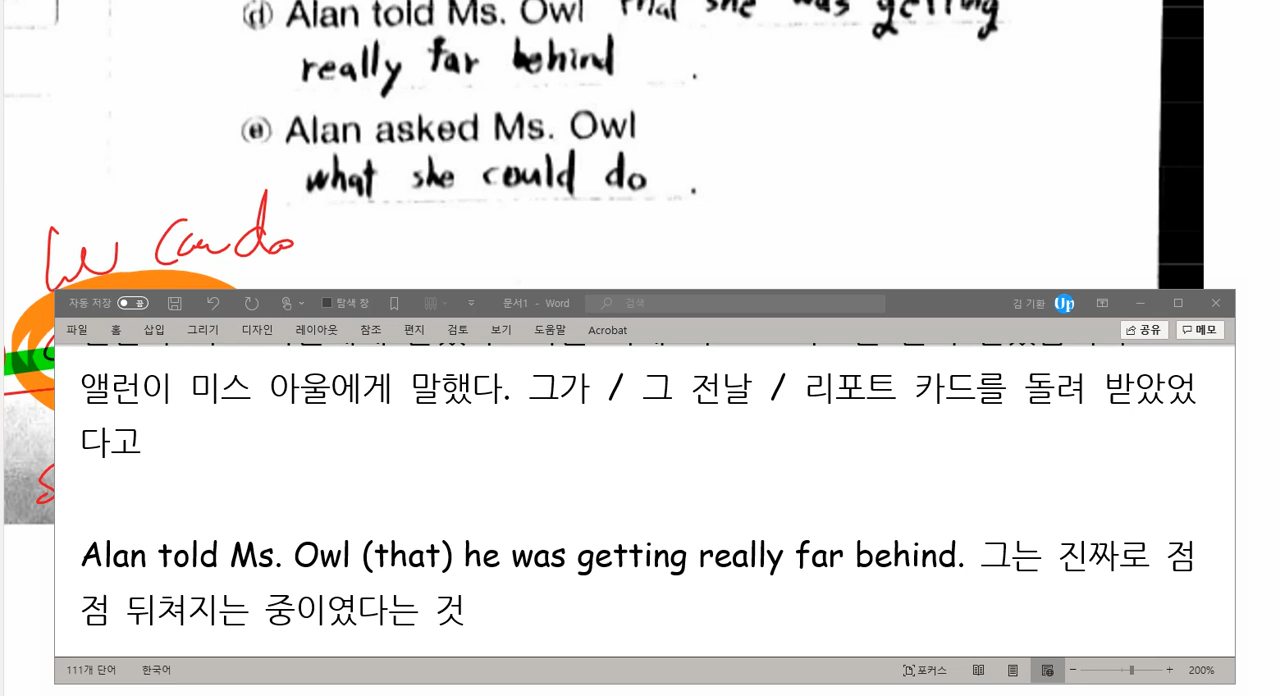 (d) Alan told Ms. Owl that she was getting
really far behind .
(e) Alan asked Ms. Owl
what she could do .
자동 저장 끔 탐색 창 문서1 - Word 검색 김 기환 Up
파일 홈 삽입 그리기 디자인 레이아웃 참조 편지 검토 보기 도움말 Acrobat 공유 메모
앨런이 미스 아울에게 말했다. 그가 / 그 전날 / 리포트 카드를 돌려 받았었
다고
Alan told Ms. Owl (that) he was getting really far behind. 그는 진짜로 점
점 뒤쳐지는 중이였다는 것
111개 단어 한국어 포커스 200%